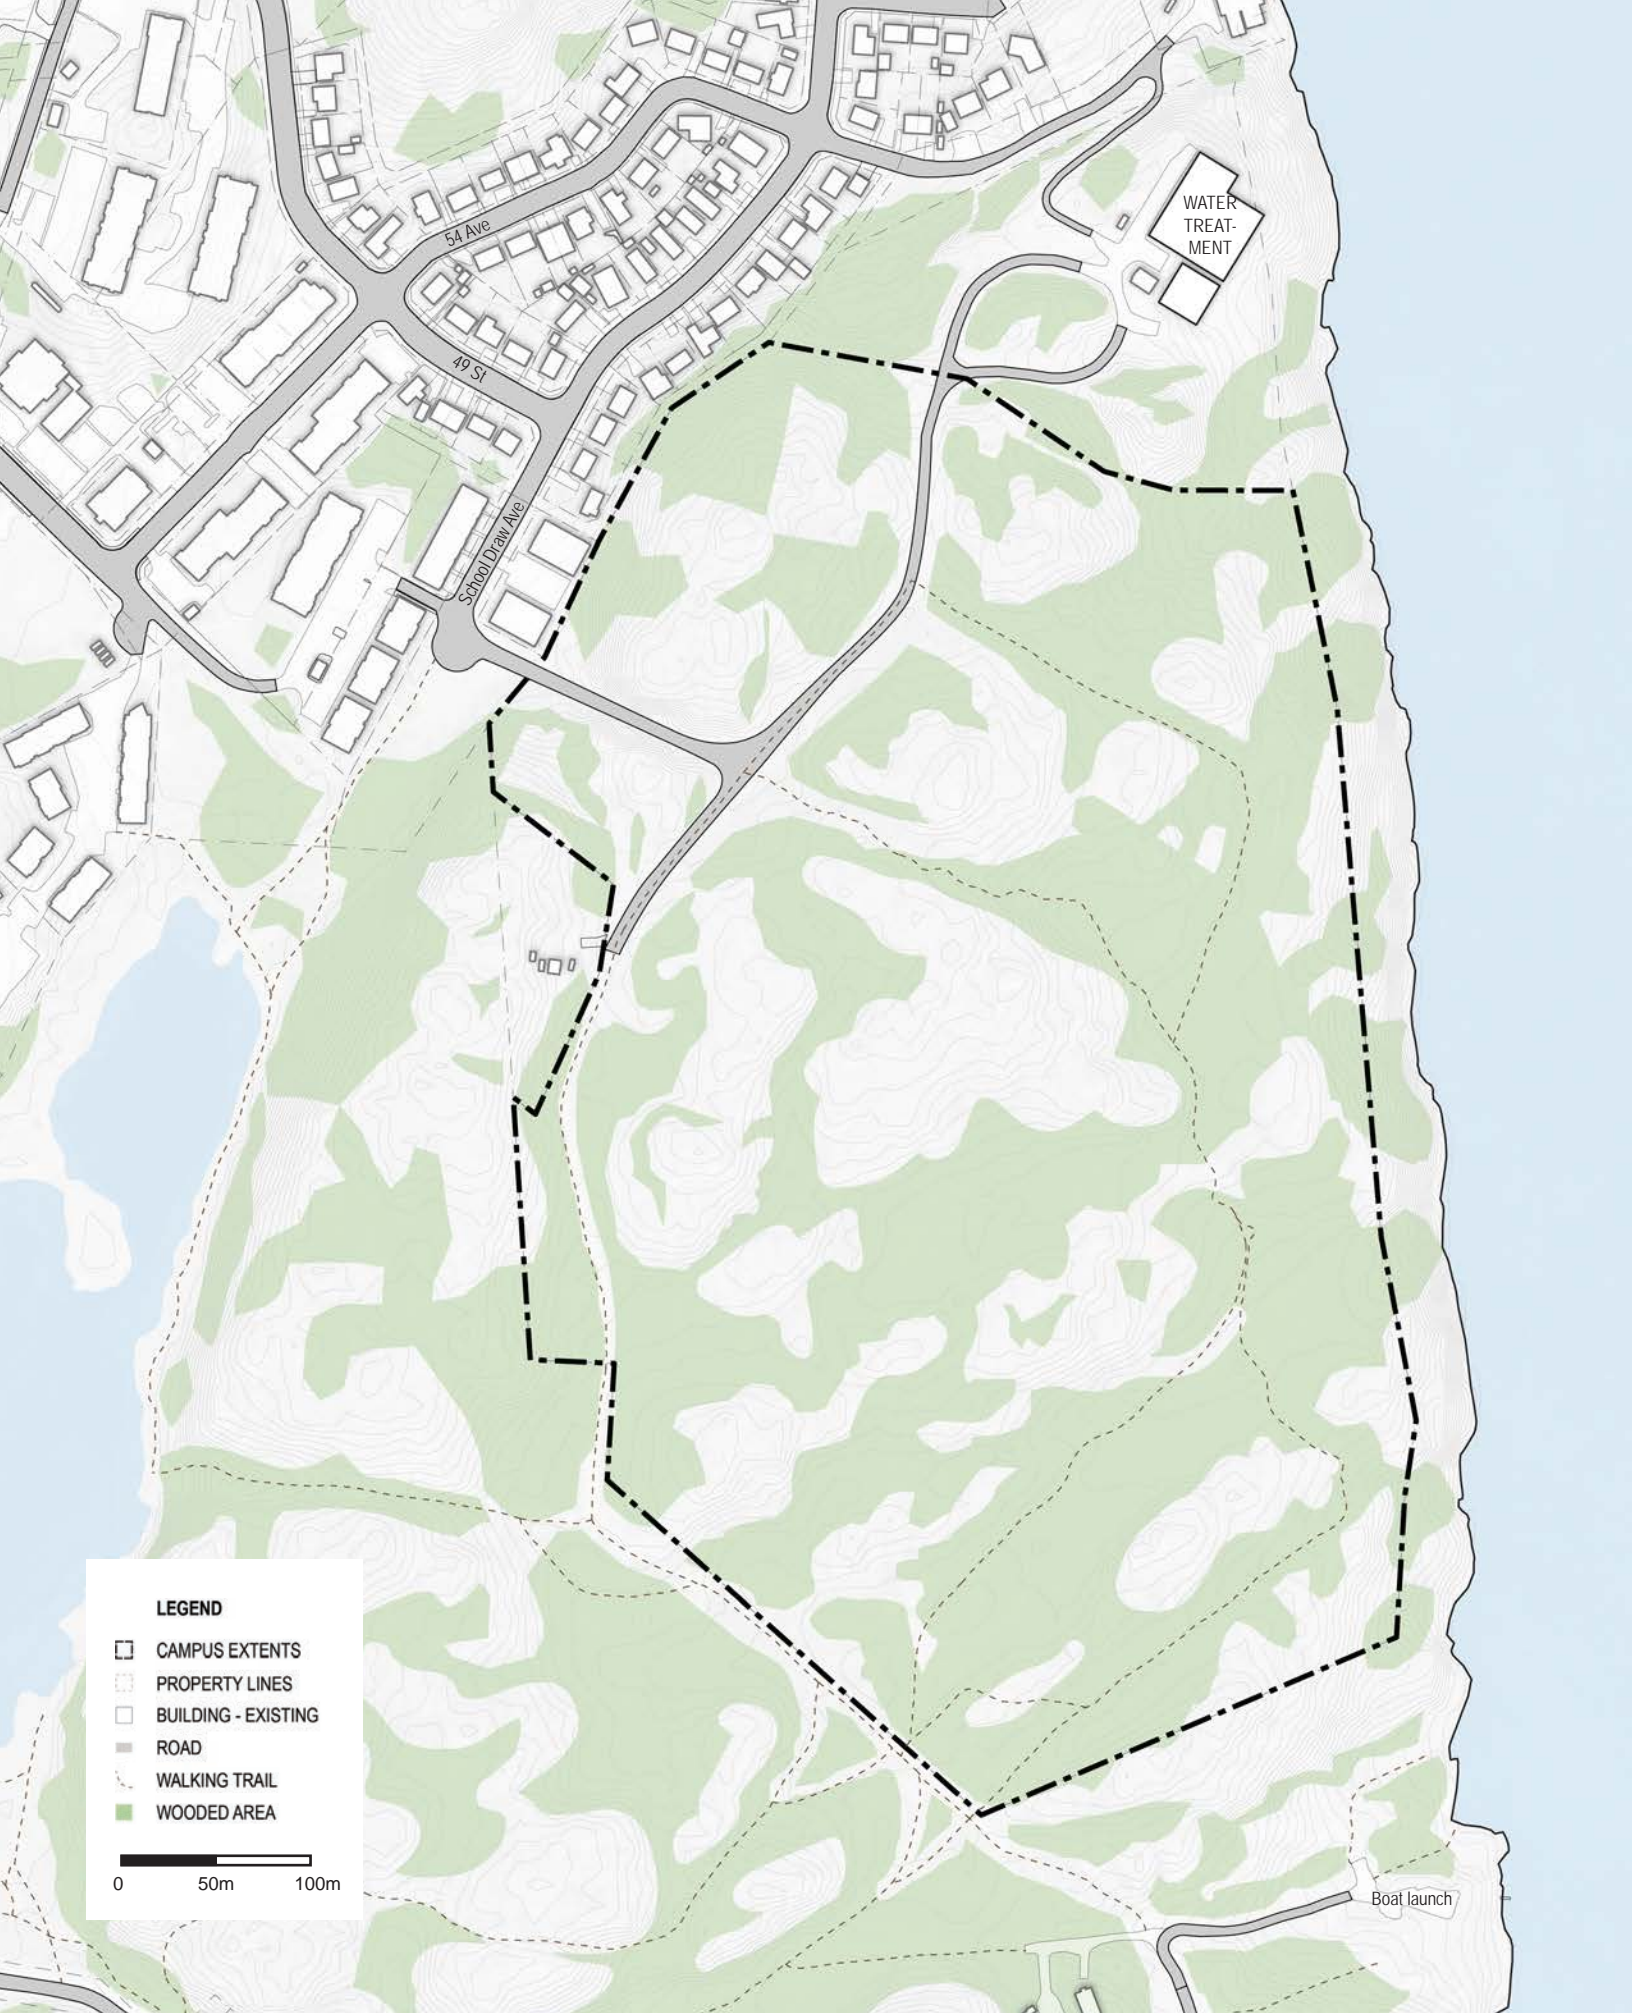 WATER
TREAT-
MENT
54 Ave
49 St
School Draw Ave
LEGEND
CAMPUS EXTENTS
PROPERTY LINES
BUILDING - EXISTING
ROAD
WALKING TRAIL
WOODED AREA
0 50m 100m
Boat launch